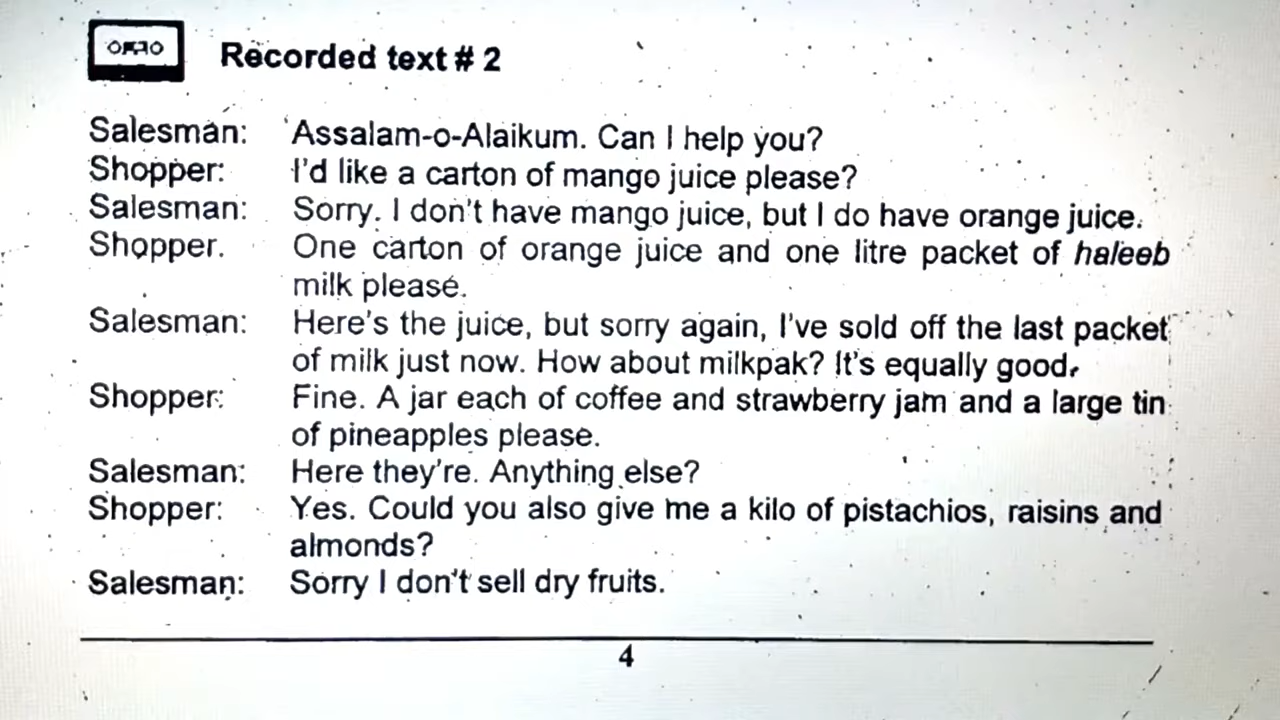 Recorded text # 2
Salesman: Assalam-o-Alaikum. Can I help you?
Shopper: I'd like a carton of mango juice please?
Salesman: Sorry. I don't have mango juice, but I do have orange juice.
Shopper. One carton of orange juice and one litre packet of haleeb
milk please.
Salesman: Here's the juice, but sorry again, I've sold off the last packet
of milk just now. How about milkpak? It's equally good.
Shopper: Fine. A jar each of coffee and strawberry jam and a large tin
of pineapples please.
Salesman: Here they're. Anything else?
Shopper: Yes. Could you also give me a kilo of pistachios, raisins and
almonds?
Salesman: Sorry I don't sell dry fruits.
4